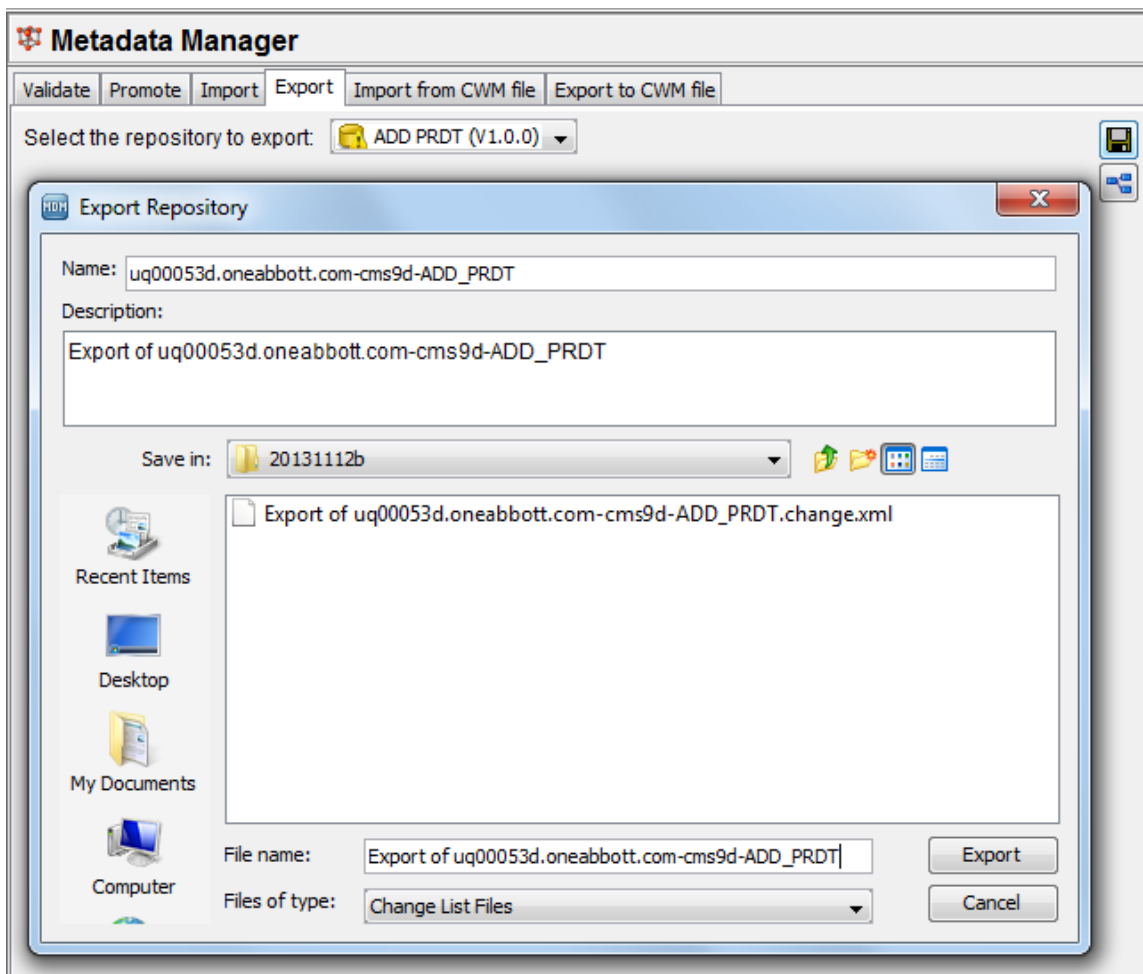 Metadata Manager
Validate Promote Import Export Import from CWM file Export to CWM file
Select the repository to export: ADD PRDT (V1.0.0)
MDM Export Repository
Name: uq00053d.oneabbott.com-cms9d-ADD_PRDT
Description:
Export of uq00053d.oneabbott.com-cms9d-ADD_PRDT
Save in: 20131112b
Export of uq00053d.oneabbott.com-cms9d-ADD_PRDT.change.xml
Recent Items
Desktop
My Documents
Computer
File name: Export of uq00053d.oneabbott.com-cms9d-ADD_PRDT
Export
Files of type: Change List Files
Cancel